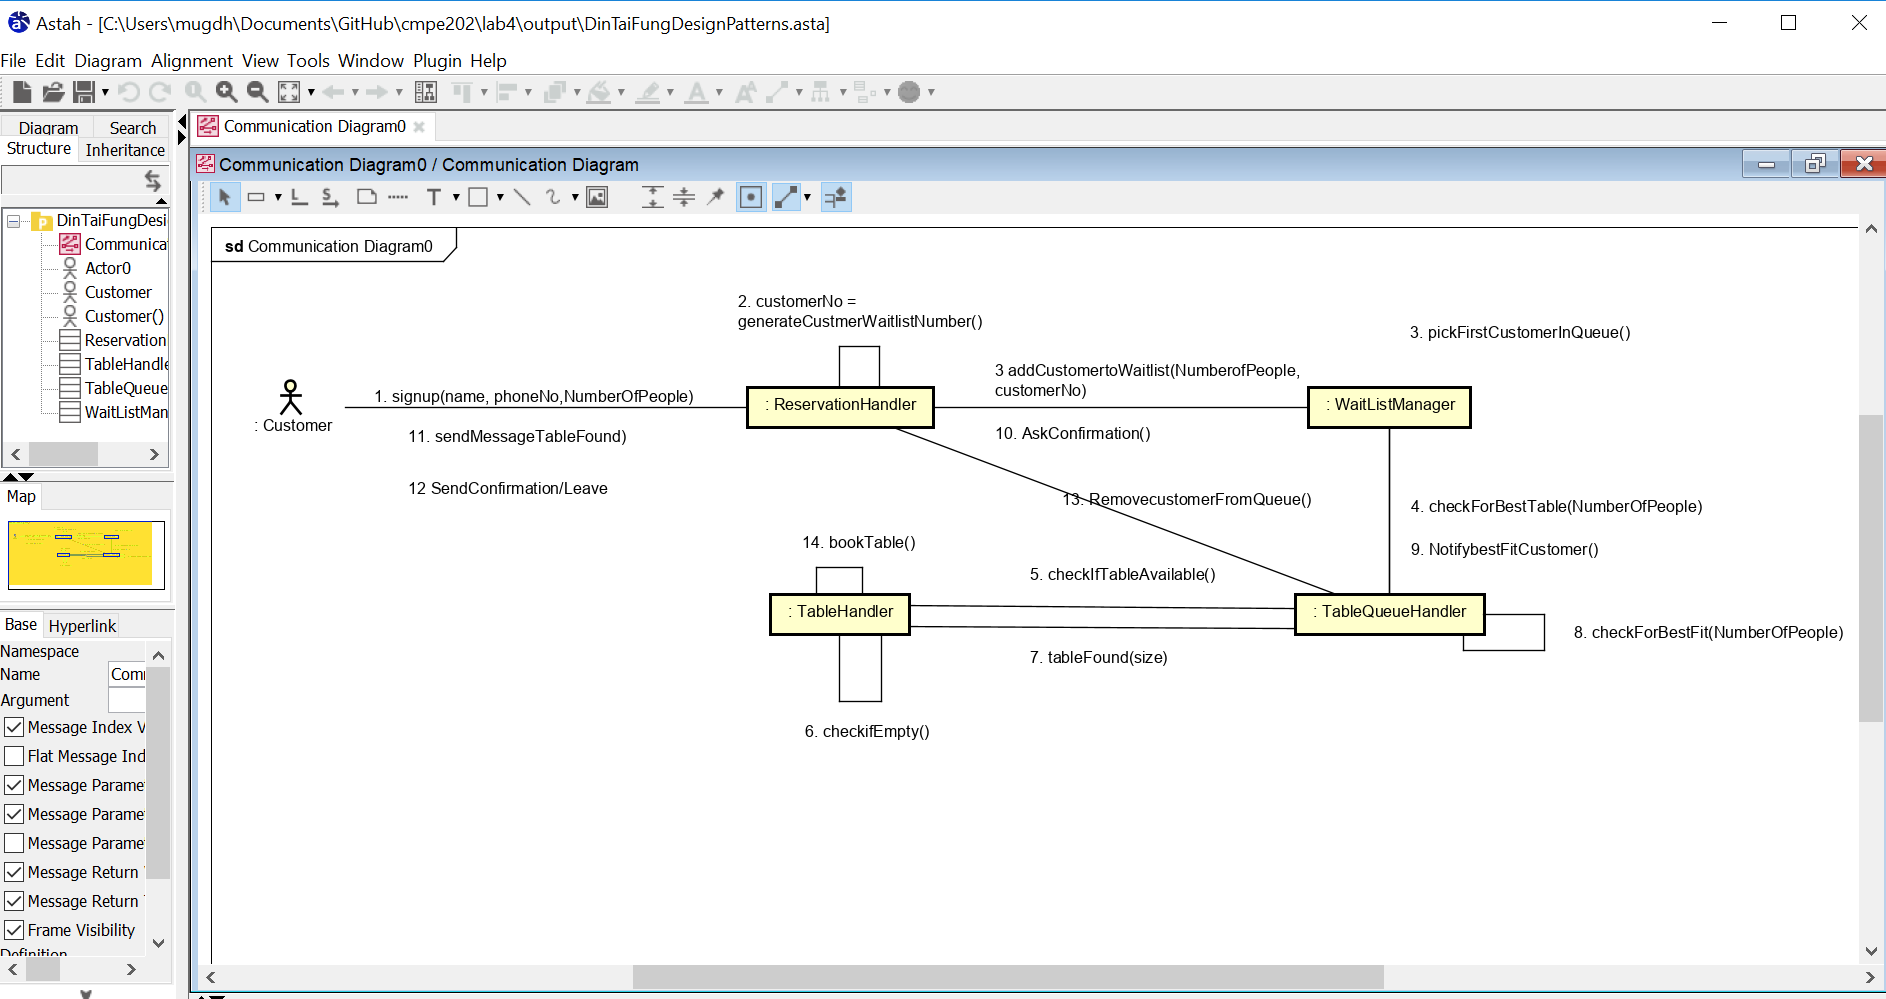 Astah - [C:\Users\mugdh\Documents\GitHub\cmpe202\lab4\output\DinTaiFungDesignPatterns.asta]
File Edit Diagram Alignment View Tools Window Plugin Help
Diagram Search
Structure Inheritance
DinTaiFungDesi
Communica
Actor0
Customer
Customer()
Reservation
TableHandle
TableQueue
WaitListMan
Map
Base Hyperlink
Namespace
Name Com
Argument
Message Index V
Flat Message Ind
Message Parame
Message Parame
Message Parame
Message Return
Message Return
Frame Visibility
Definition
Communication Diagram0
Communication Diagram0 / Communication Diagram
sd Communication Diagram0
2. customerNo =
generateCustmerWaitlistNumber()
3. pickFirstCustomerInQueue()
1. signup(name, phoneNo,NumberOfPeople)
3 addCustomertoWaitlist(NumberofPeople,
customerNo)
: Customer
: ReservationHandler
: WaitListManager
11. sendMessageTableFound)
10. AskConfirmation()
12 SendConfirmation/Leave
13. RemovecustomerFromQueue()
4. checkForBestTable(NumberOfPeople)
14. bookTable()
9. NotifybestFitCustomer()
5. checkIfTableAvailable()
: TableHandler
: TableQueueHandler
8. checkForBestFit(NumberOfPeople)
7. tableFound(size)
6. checkifEmpty()